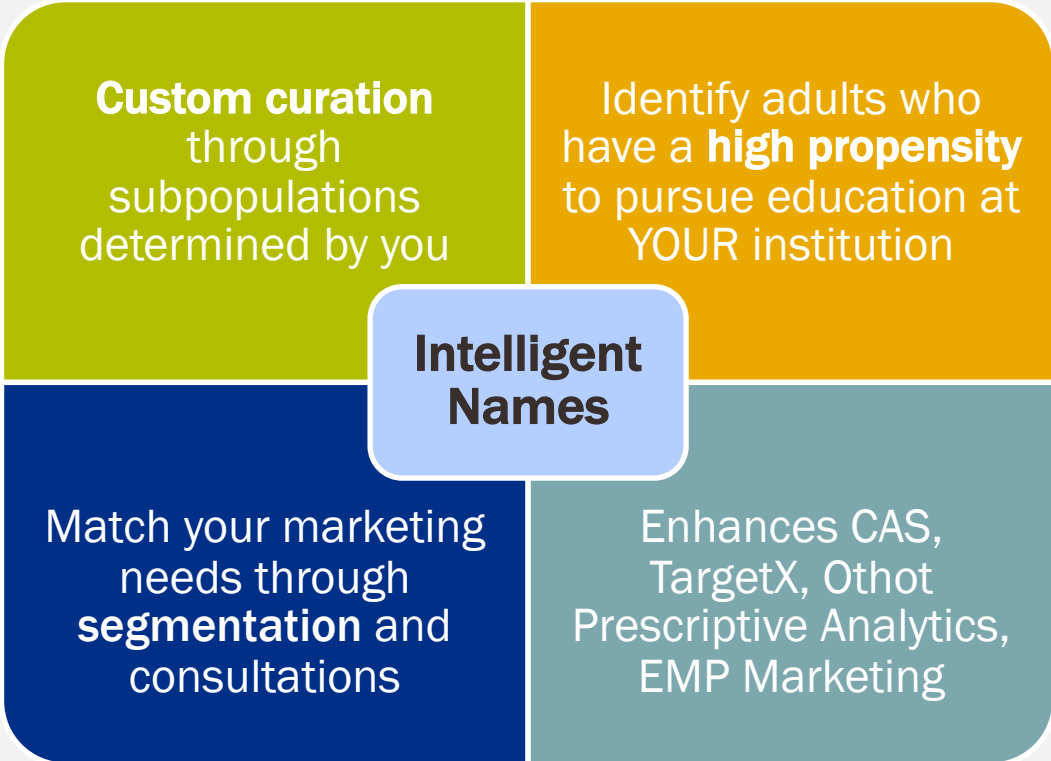 Custom curation
through
subpopulations
determined by you
Identify adults who
have a high propensity
to pursue education at
YOUR institution
Intelligent
Names
Match your marketing
needs through
segmentation and
consultations
Enhances CAS,
TargetX, Othot
Prescriptive Analytics,
EMP Marketing